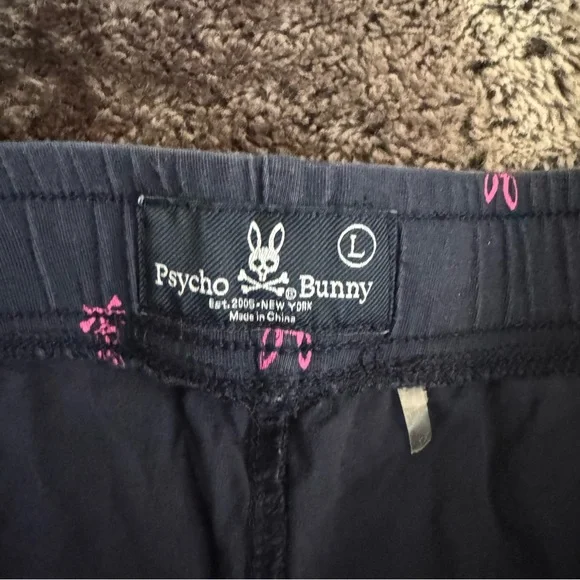 L
Psycho ® Bunny
Est. 2005 • NEW YORK
Made in China